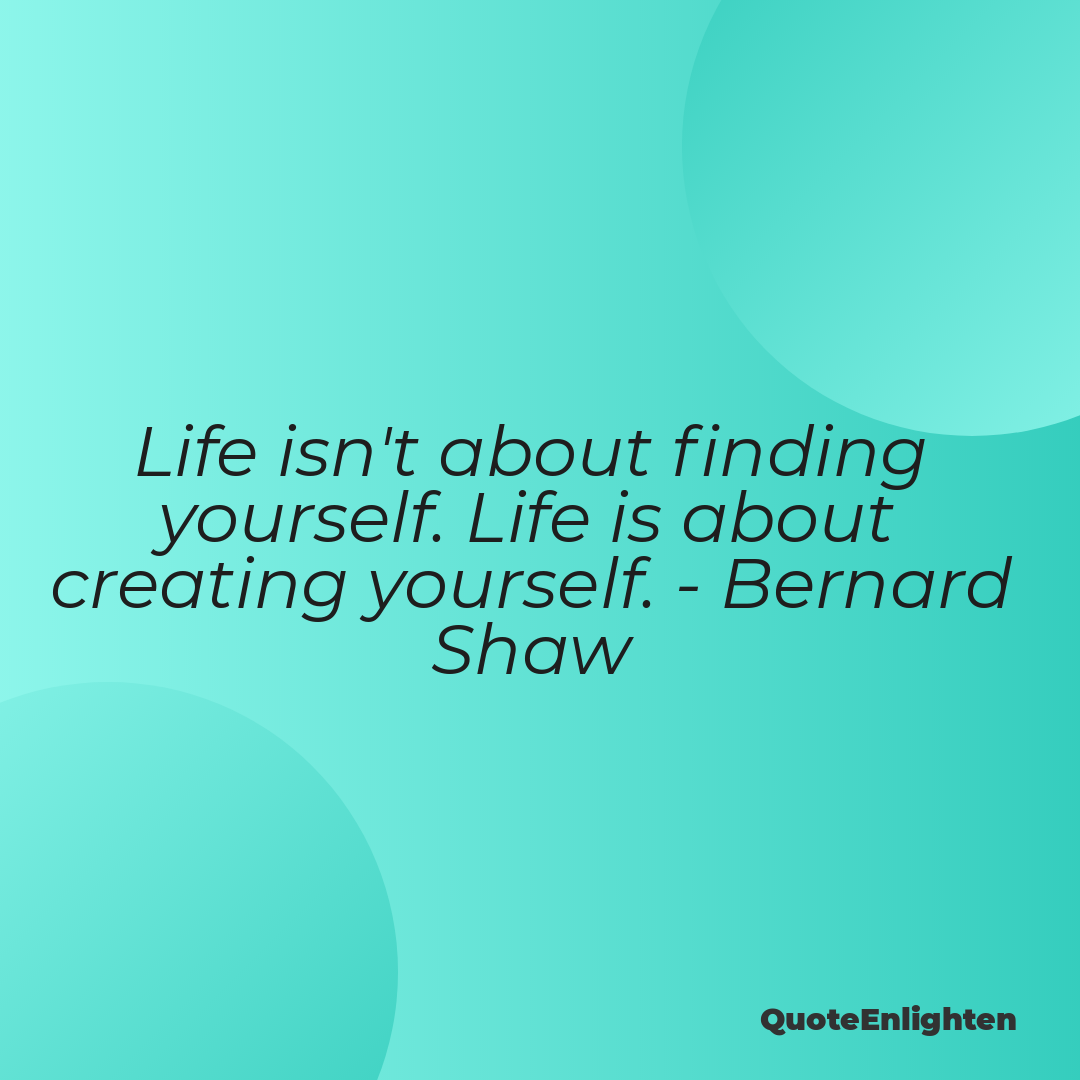 Life isn't about finding
yourself. Life is about
creating yourself. - Bernard
Shaw
QuoteEnlighten